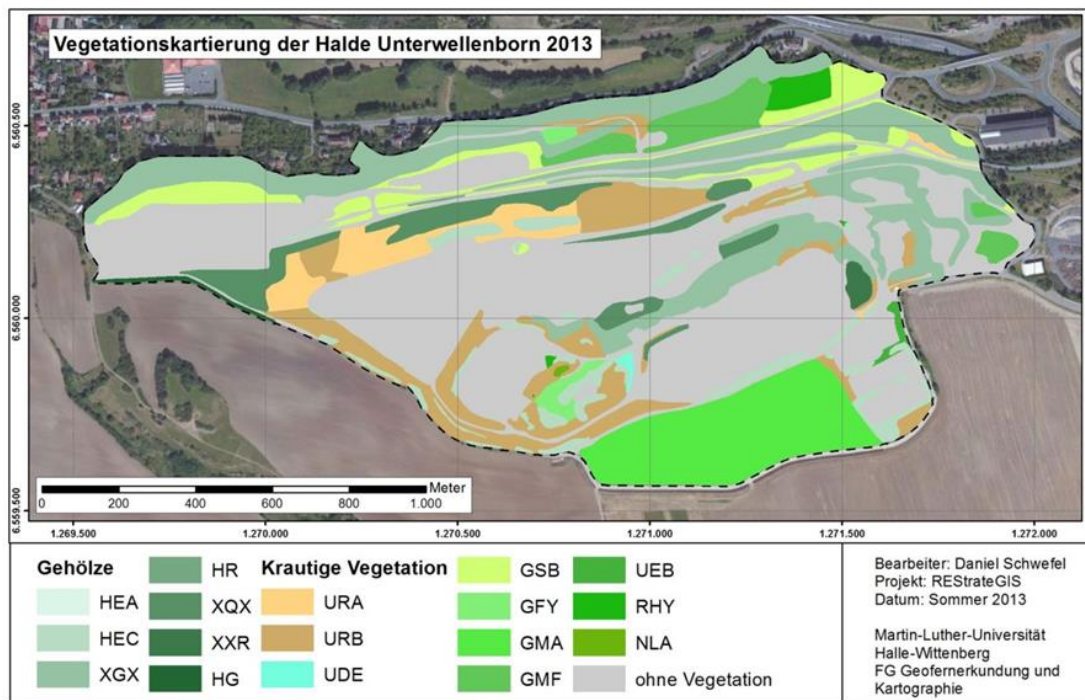 Vegetationskartierung der Halde Unterwellenborn 2013
6.560.500
6.560.000
6.559.500
Meter
0 200 400 600 800 1.000
1.269.500 1.270.000 1.270.500 1.271.000 1.271.500 1.272.000
Gehölze
HEA
HEC
XGX
HR
XQX
XXR
HG
Krautige Vegetation
URA
URB
UDE
GSB
GFY
GMA
GMF
UEB
RHY
NLA
ohne Vegetation
Bearbeiter: Daniel Schwefel
Projekt: REStrateGIS
Datum: Sommer 2013
Martin-Luther-Universität
Halle-Wittenberg
FG Geofernerkundung und
Kartographie